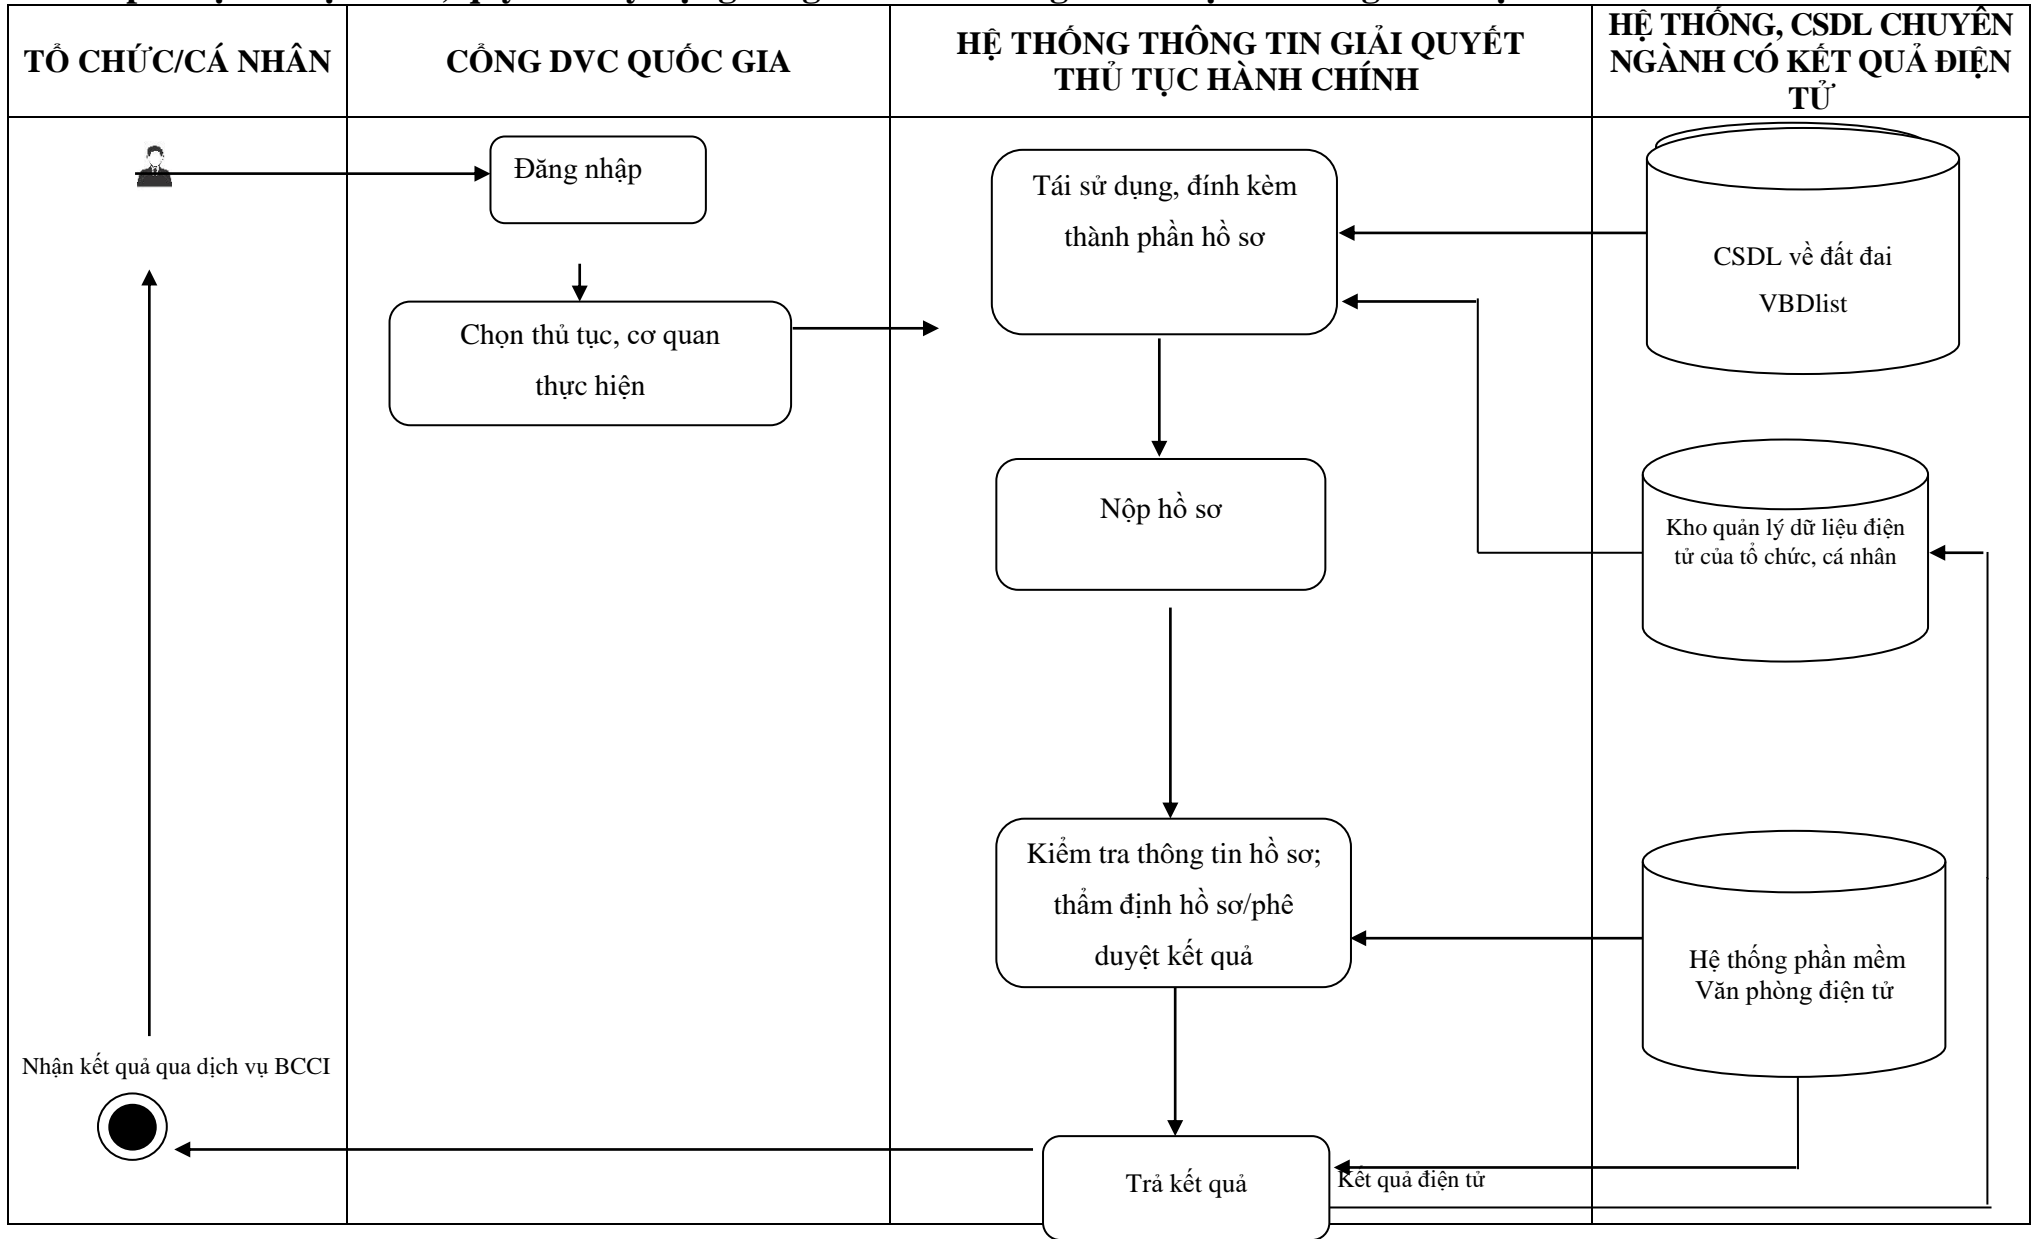 TỔ CHỨC/CÁ NHÂN
CỔNG DVC QUỐC GIA
HỆ THỐNG THÔNG TIN GIẢI QUYẾT
THỦ TỤC HÀNH CHÍNH
HỆ THỐNG, CSDL CHUYÊN
NGÀNH CÓ KẾT QUẢ ĐIỆN
TỬ
Đăng nhập
Tái sử dụng, đính kèm
thành phần hồ sơ
CSDL về đất đai
VBDlist
Chọn thủ tục, cơ quan
thực hiện
Nộp hồ sơ
Kho quản lý dữ liệu điện
tử của tổ chức, cá nhân
Kiểm tra thông tin hồ sơ;
thẩm định hồ sơ/phê
duyệt kết quả
Hệ thống phần mềm
Văn phòng điện tử
Nhận kết quả qua dịch vụ BCCI
Trả kết quả
Kết quả điện tử